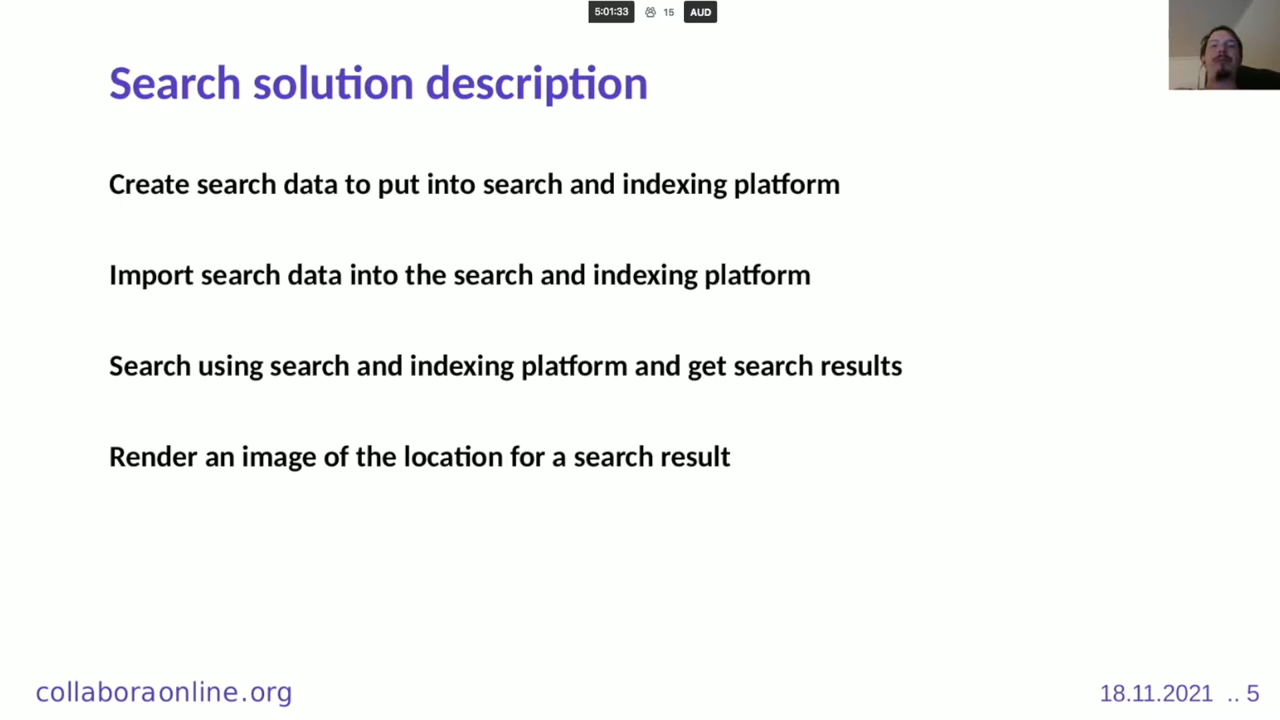 5:01:33 15 AUD
Search solution description
Create search data to put into search and indexing platform
Import search data into the search and indexing platform
Search using search and indexing platform and get search results
Render an image of the location for a search result
collaboraonline.org
18.11.2021 .. 5